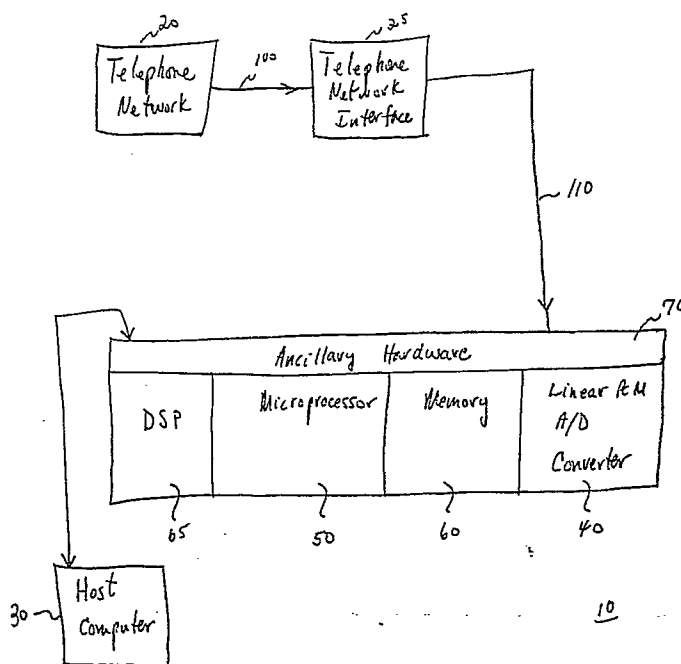 20
25
Telephone
Network
100
Telephone
Network
Interface
110
70
Ancillary Hardware
DSP
Microprocessor
Memory
Linear PCM
A/D
Converter
65
50
60
40
30
Host
Computer
10